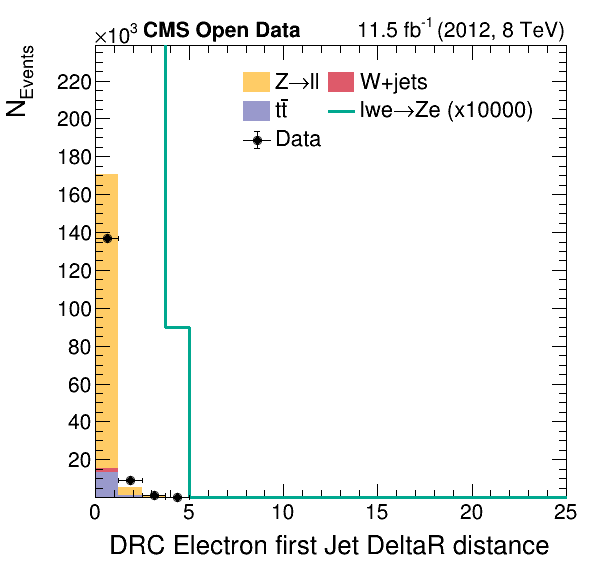 ×10³ CMS Open Data 11.5 fb⁻¹ (2012, 8 TeV)
N_Events
220
200
180
160
140
120
100
80
60
40
20
Z→ll W+jets
tt̄ lwe→Ze (x10000)
Data
0 5 10 15 20 25
DRC Electron first Jet DeltaR distance